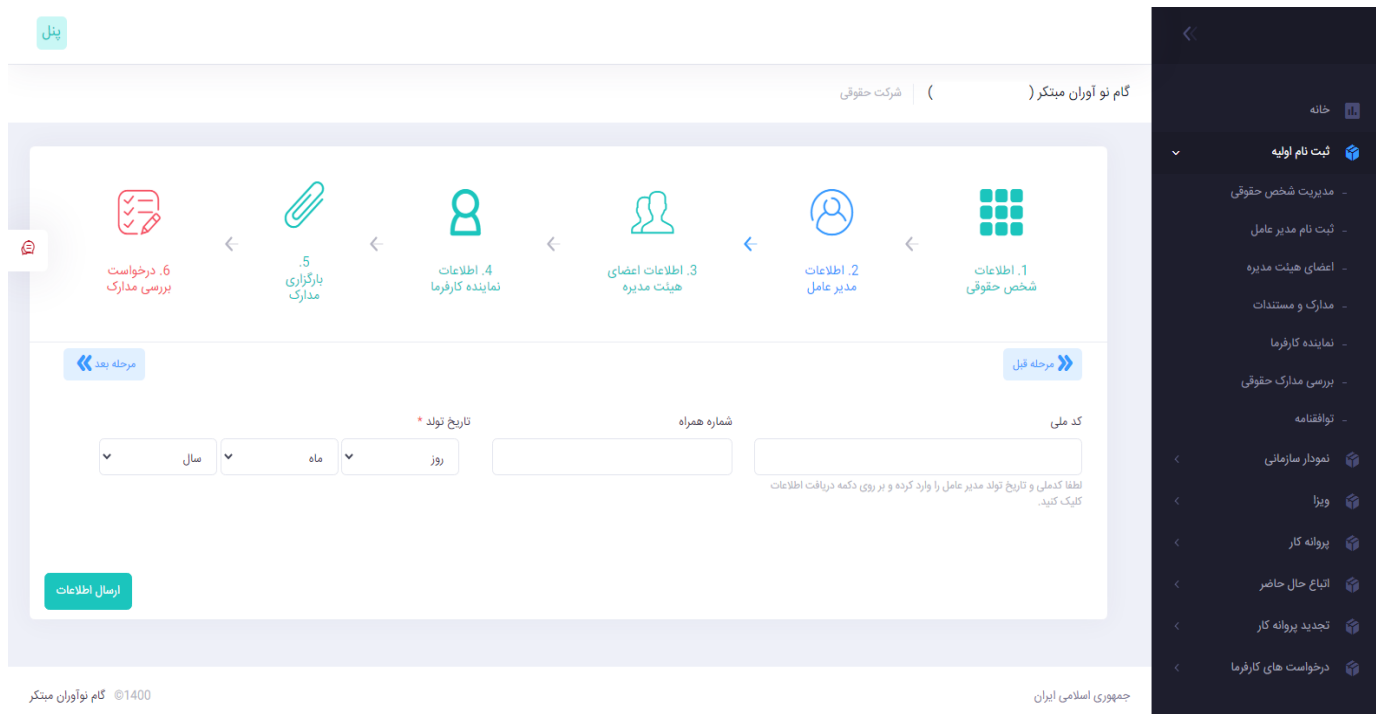 پنل
گام نو آوران مبتکر ( ) شرکت حقوقی
خانه
ثبت نام اولیه
- مدیریت شخص حقوقی
- ثبت نام مدیر عامل
- اعضای هیئت مدیره
- مدارک و مستندات
- نماینده کارفرما
- بررسی مدارک حقوقی
- توافقنامه
نمودار سازمانی
ویزا
پروانه کار
اتباع حال حاضر
تجدید پروانه کار
درخواست های کارفرما
1. اطلاعات
شخص حقوقی
2. اطلاعات
مدیر عامل
3. اطلاعات اعضای
هیئت مدیره
4. اطلاعات
نماینده کارفرما
5.
بارگزاری
مدارک
6. درخواست
بررسی مدارک
مرحله قبل
مرحله بعد
کد ملی
شماره همراه
تاریخ تولد *
روز
ماه
سال
لطفا کدملی و تاریخ تولد مدیر عامل را وارد کرده و بر روی دکمه دریافت اطلاعات
کلیک کنید.
ارسال اطلاعات
جمهوری اسلامی ایران
1400© گام نوآوران مبتکر